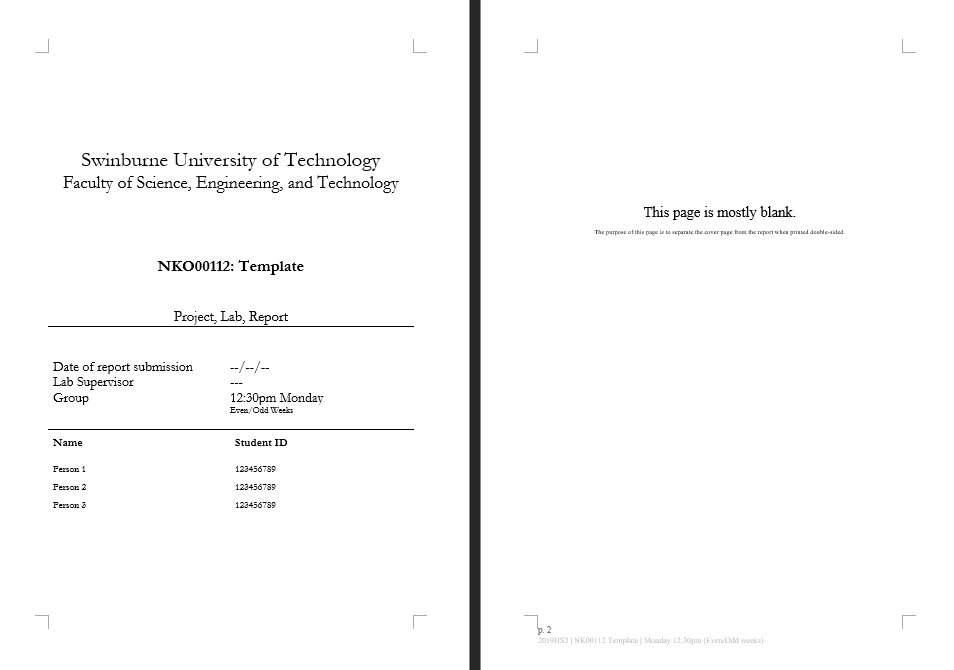 Swinburne University of Technology
Faculty of Science, Engineering, and Technology
NKO00112: Template
Project, Lab, Report
Date of report submission --/--/--
Lab Supervisor ---
Group 12:30pm Monday
Even/Odd Weeks
Name Student ID
Person 1 123456789
Person 2 123456789
Person 3 123456789
This page is mostly blank.
The purpose of this page is to separate the cover page from the report when printed double-sided.
p. 2
2019HS2 | NK00112 Template | Monday 12:30pm (Even/Odd weeks)